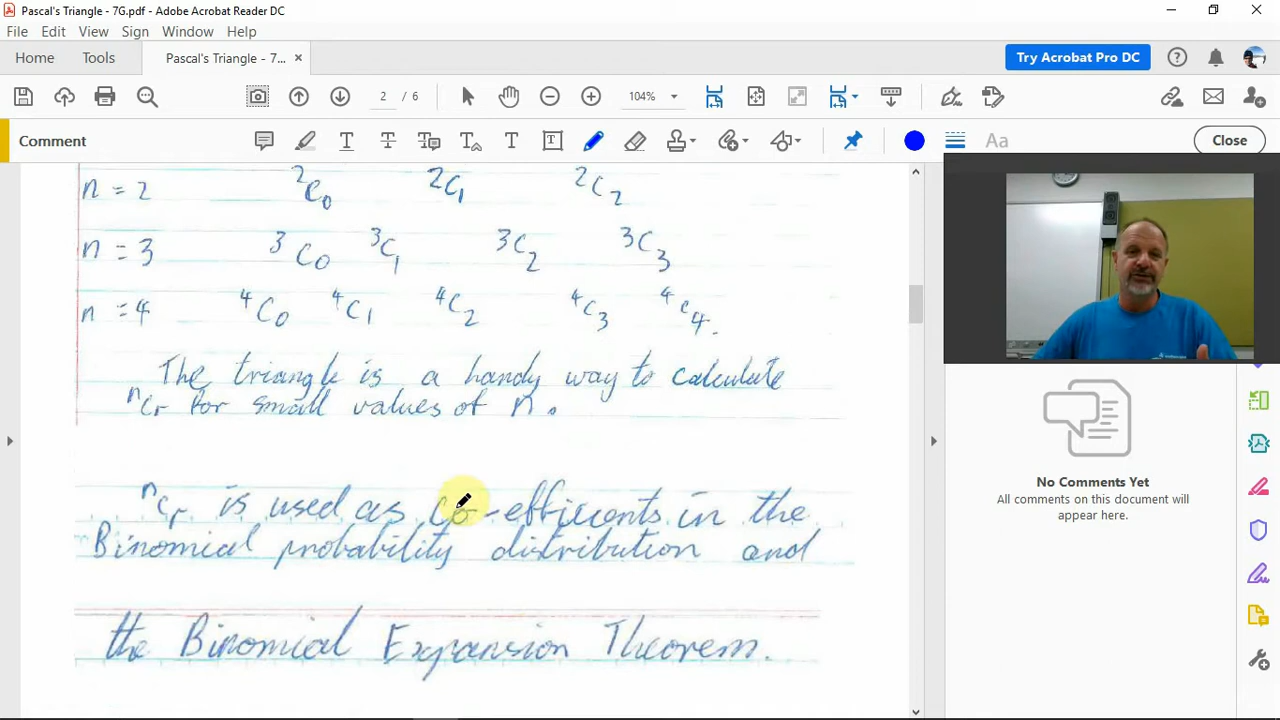 Pascal's Triangle - 7G.pdf - Adobe Acrobat Reader DC
File Edit View Sign Window Help
Home Tools Pascal's Triangle - 7... × Try Acrobat Pro DC
2 / 6 104%
Comment Aa Close
n = 2 ²C₀ ²C₁ ²C₂
n = 3 ³C₀ ³C₁ ³C₂ ³C₃
n = 4 ⁴C₀ ⁴C₁ ⁴C₂ ⁴C₃ ⁴C₄.
The triangle is a handy way to calculate
ⁿCᵣ for small values of n.
ⁿCᵣ is used as co-efficents in the
Binomial probability distribution and
the Binomial Expansion Theorem.
No Comments Yet
All comments on this document will
appear here.